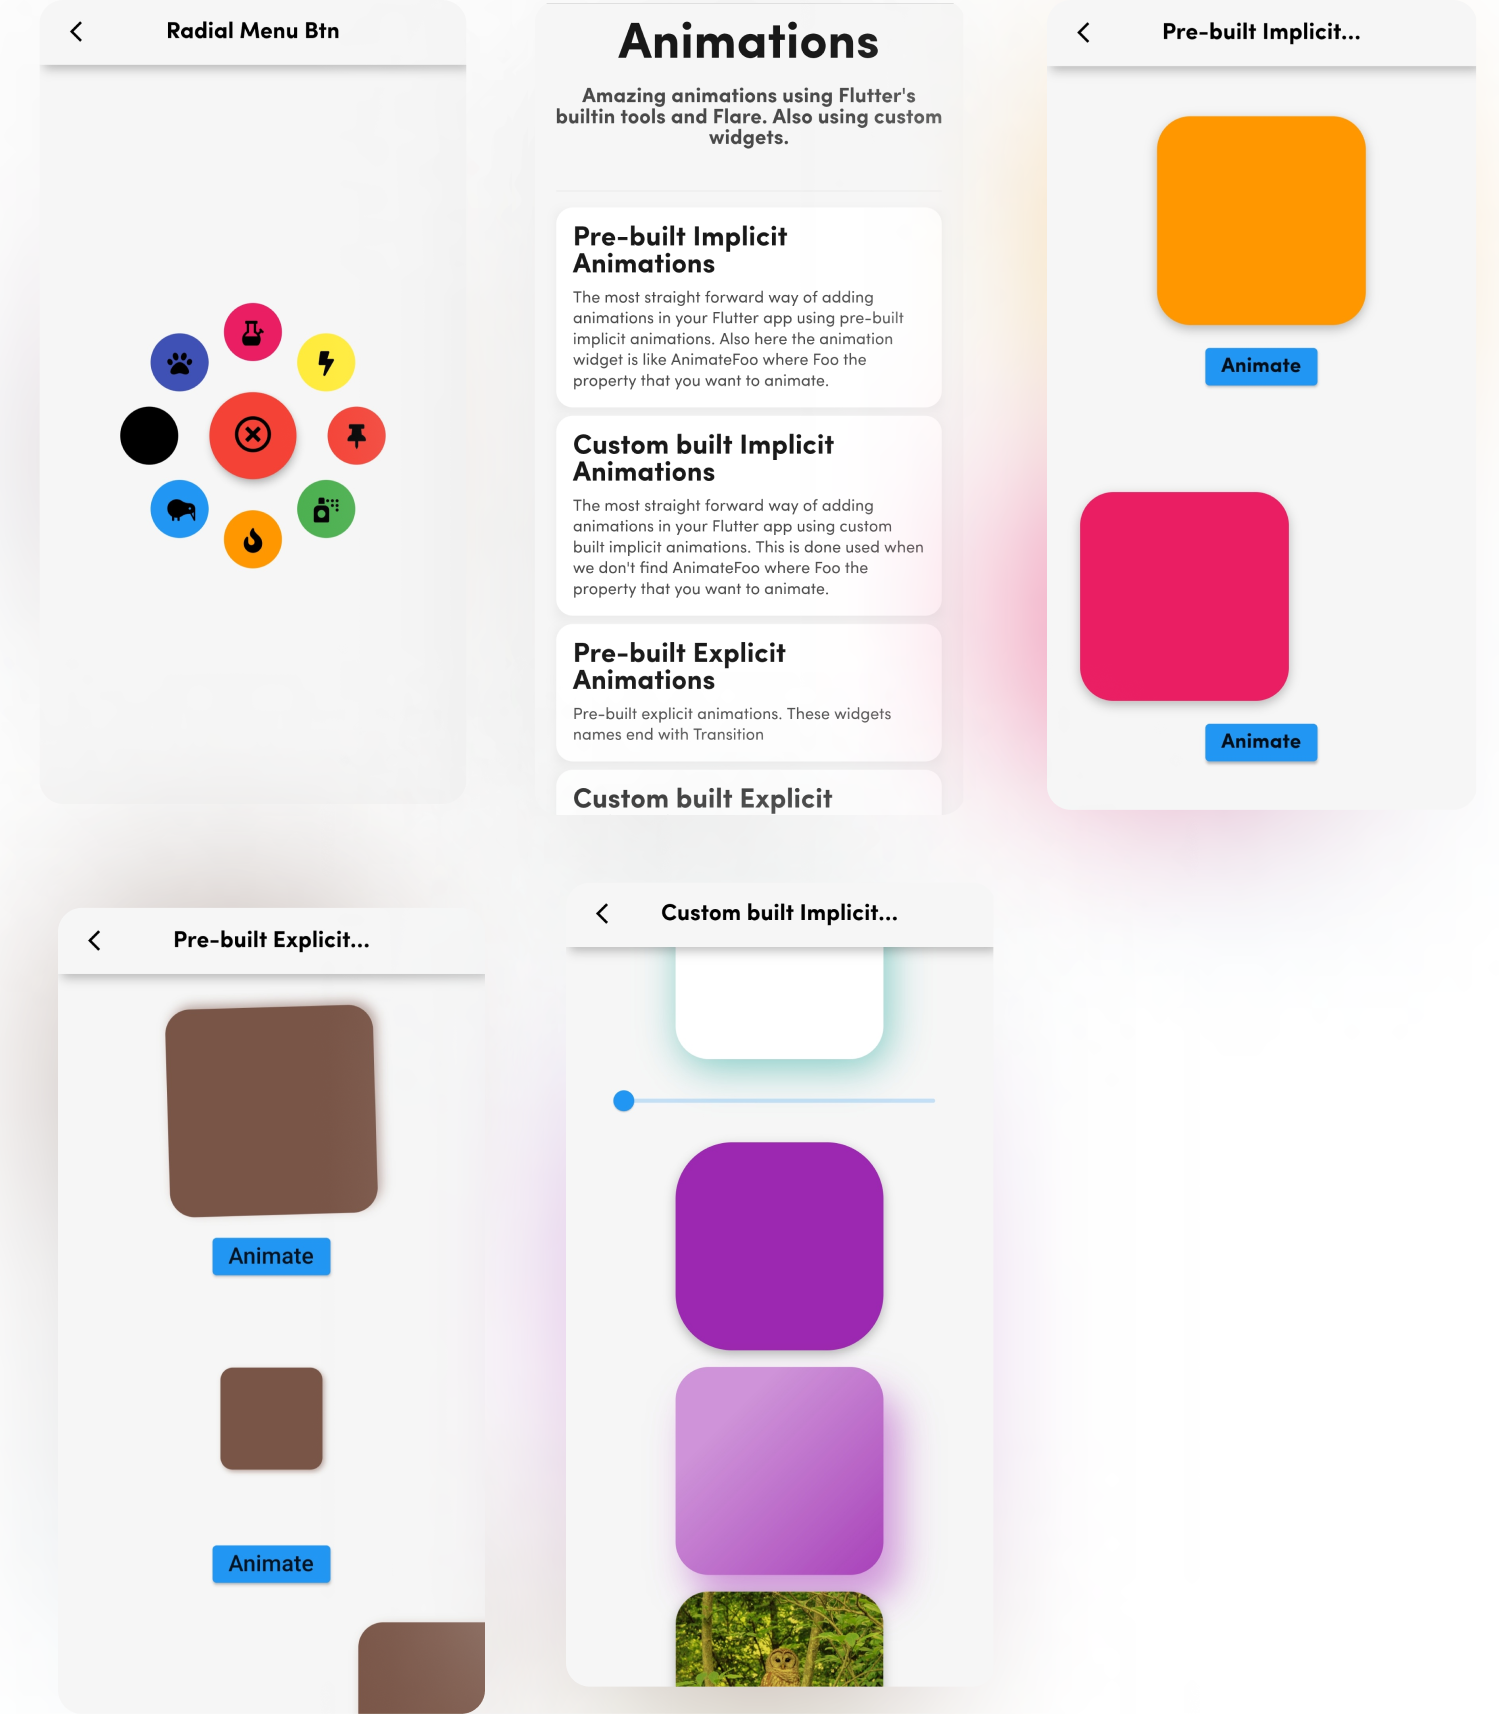 Radial Menu Btn
Animations
Amazing animations using Flutter's
builtin tools and Flare. Also using custom
widgets.
Pre-built Implicit
Animations
The most straight forward way of adding
animations in your Flutter app using pre-built
implicit animations. Also here the animation
widget is like AnimateFoo where Foo the
property that you want to animate.
Custom built Implicit
Animations
The most straight forward way of adding
animations in your Flutter app using custom
built implicit animations. This is done used when
we don't find AnimateFoo where Foo the
property that you want to animate.
Pre-built Explicit
Animations
Pre-built explicit animations. These widgets
names end with Transition
Custom built Explicit
Pre-built Implicit...
Animate
Animate
Pre-built Explicit...
Animate
Animate
Custom built Implicit...